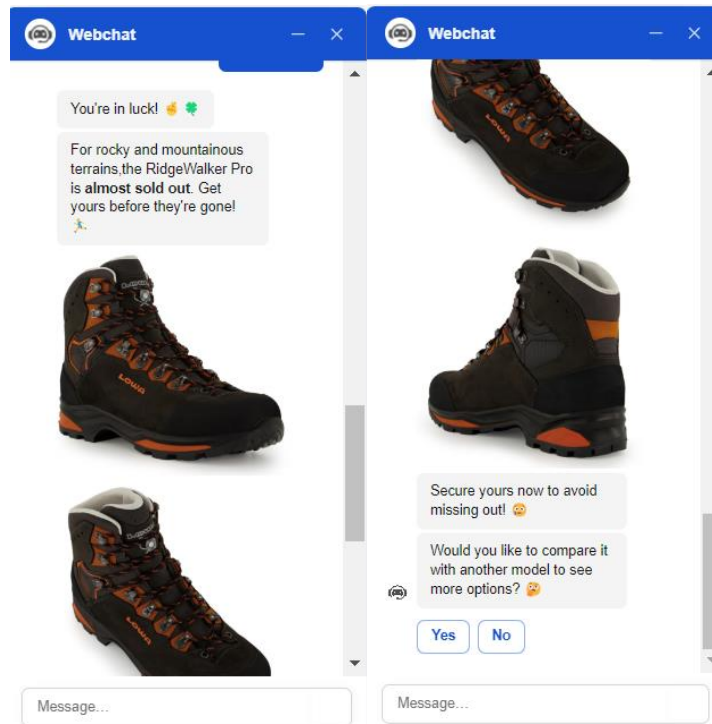 Webchat
You're in luck! 🤞 🍀
For rocky and mountainous
terrains,the RidgeWalker Pro
is almost sold out. Get
yours before they're gone!
🏃‍♂️
LOWA
Message...
Webchat
LOWA
Secure yours now to avoid
missing out! 😳
Would you like to compare it
with another model to see
more options? 🤔
Yes
No
Message...